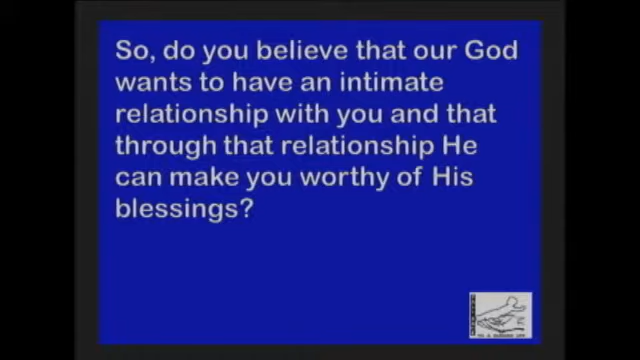 So, do you believe that our God
wants to have an intimate
relationship with you and that
through that relationship He
can make you worthy of His
blessings?